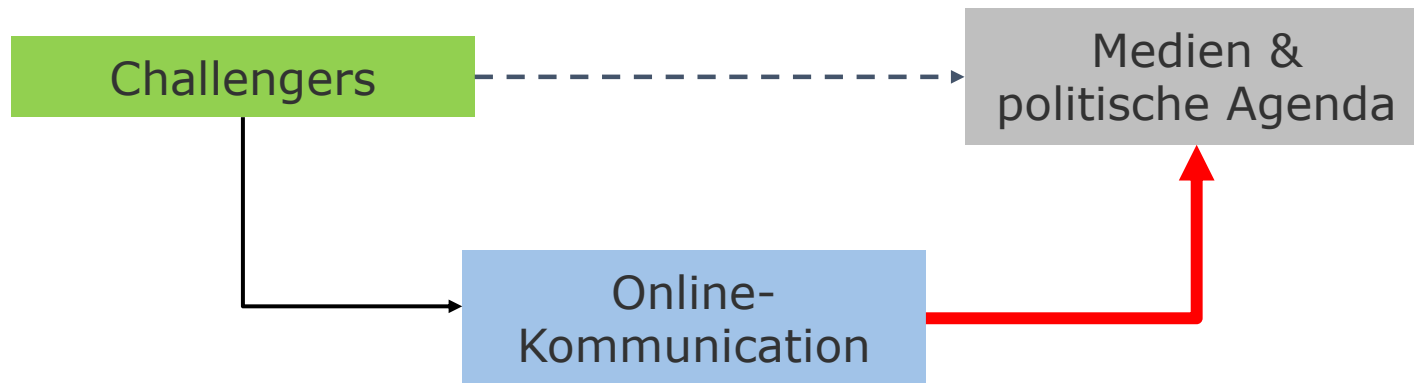 Challengers
Medien &
politische Agenda
Online-
Kommunication